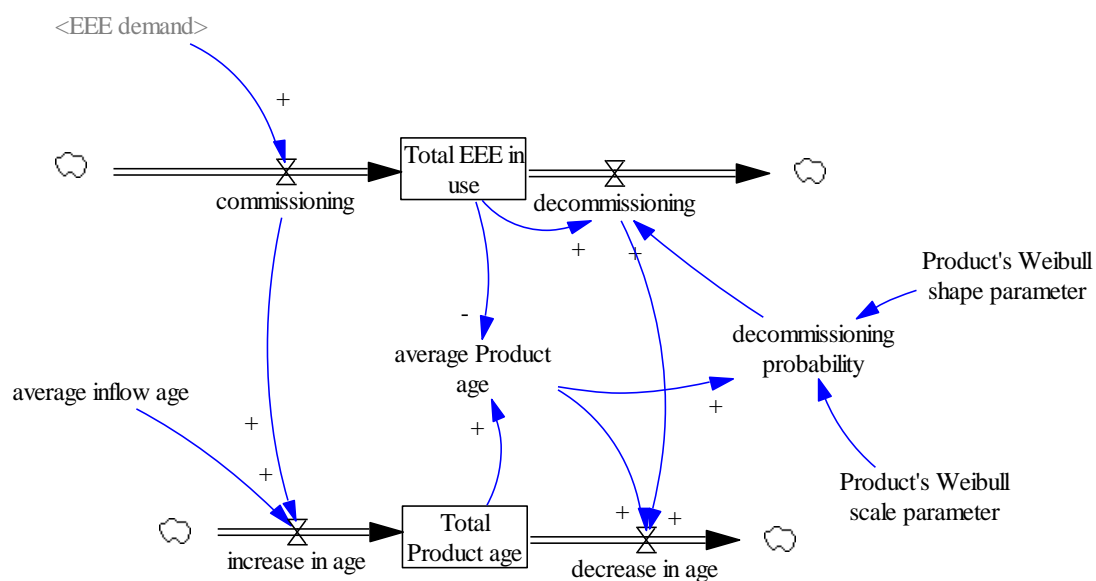 <EEE demand>
+
Total EEE in
use
commissioning
decommissioning
+
+
Product's Weibull
shape parameter
-
decommissioning
probability
average Product
age
average inflow age
+
+
+
+
Product's Weibull
scale parameter
+
+
Total
Product age
increase in age
decrease in age